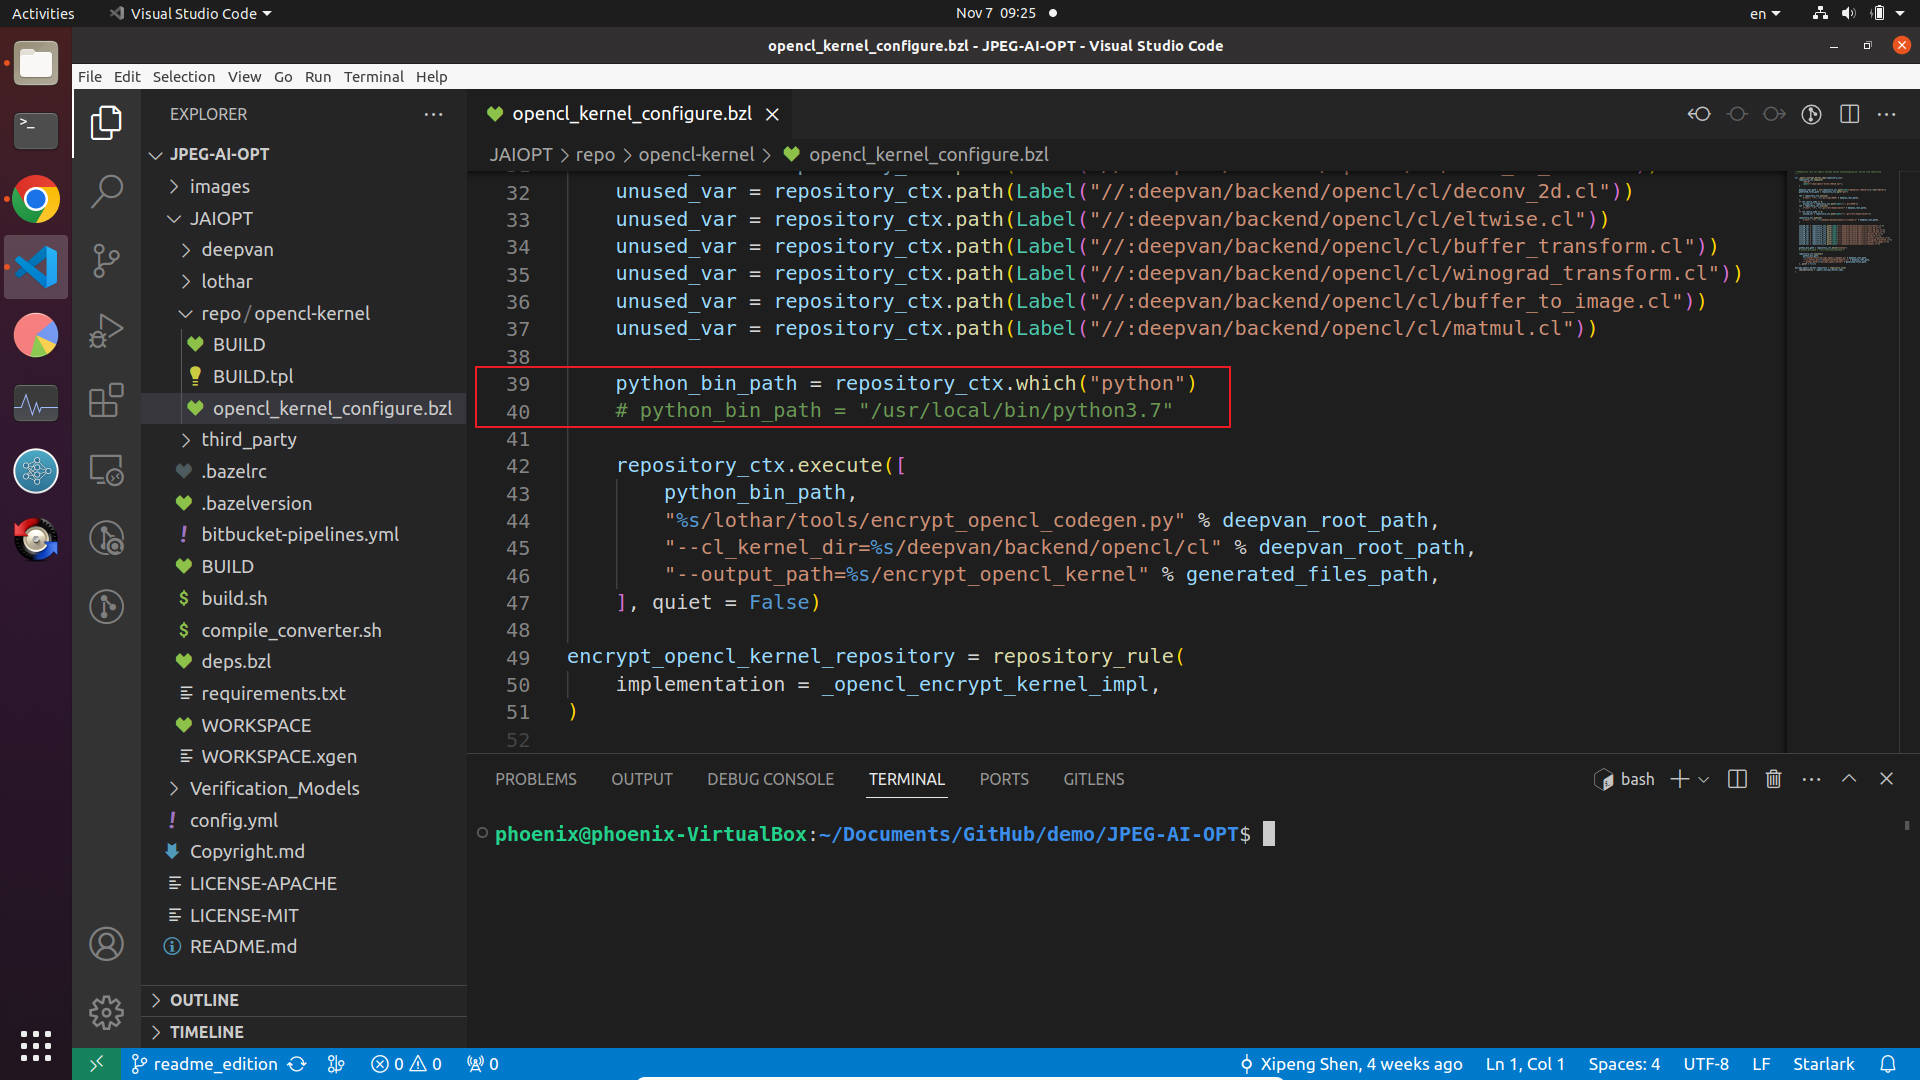 Activities
Visual Studio Code
Nov 7 09:25
en
opencl_kernel_configure.bzl - JPEG-AI-OPT - Visual Studio Code
File Edit Selection View Go Run Terminal Help
EXPLORER
JPEG-AI-OPT
images
JAIOPT
deepvan
lothar
repo/opencl-kernel
BUILD
BUILD.tpl
opencl_kernel_configure.bzl
third_party
.bazelrc
.bazelversion
! bitbucket-pipelines.yml
BUILD
$ build.sh
$ compile_converter.sh
deps.bzl
requirements.txt
WORKSPACE
WORKSPACE.xgen
Verification_Models
! config.yml
Copyright.md
LICENSE-APACHE
LICENSE-MIT
README.md
OUTLINE
TIMELINE
opencl_kernel_configure.bzl
JAIOPT > repo > opencl-kernel > opencl_kernel_configure.bzl
32 unused_var = repository_ctx.path(Label("//:deepvan/backend/opencl/cl/deconv_2d.cl"))
33 unused_var = repository_ctx.path(Label("//:deepvan/backend/opencl/cl/eltwise.cl"))
34 unused_var = repository_ctx.path(Label("//:deepvan/backend/opencl/cl/buffer_transform.cl"))
35 unused_var = repository_ctx.path(Label("//:deepvan/backend/opencl/cl/winograd_transform.cl"))
36 unused_var = repository_ctx.path(Label("//:deepvan/backend/opencl/cl/buffer_to_image.cl"))
37 unused_var = repository_ctx.path(Label("//:deepvan/backend/opencl/cl/matmul.cl"))
38
39 python_bin_path = repository_ctx.which("python")
40 # python_bin_path = "/usr/local/bin/python3.7"
41
42 repository_ctx.execute([
43 python_bin_path,
44 "%s/lothar/tools/encrypt_opencl_codegen.py" % deepvan_root_path,
45 "--cl_kernel_dir=%s/deepvan/backend/opencl/cl" % deepvan_root_path,
46 "--output_path=%s/encrypt_opencl_kernel" % generated_files_path,
47 ], quiet = False)
48
49 encrypt_opencl_kernel_repository = repository_rule(
50 implementation = _opencl_encrypt_kernel_impl,
51 )
52
PROBLEMS OUTPUT DEBUG CONSOLE TERMINAL PORTS GITLENS
bash
phoenix@phoenix-VirtualBox:~/Documents/GitHub/demo/JPEG-AI-OPT$
readme_edition 0 0 0
Xipeng Shen, 4 weeks ago Ln 1, Col 1 Spaces: 4 UTF-8 LF Starlark